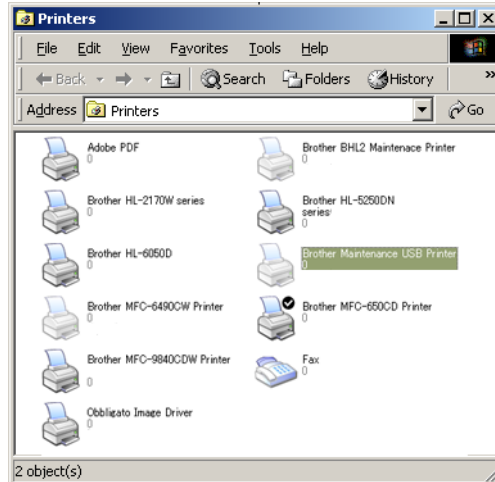 Printers
File Edit View Favorites Tools Help
Back Search Folders History »
Address Printers Go
Adobe PDF
0
Brother BHL2 Maintenace Printer
0
Brother HL-2170W series
0
Brother HL-5250DN
series
0
Brother HL-6050D
0
Brother Maintenance USB Printer
0
Brother MFC-6490CW Printer
0
Brother MFC-650CD Printer
0
Brother MFC-9840CDW Printer
0
Fax
0
Obbligato Image Driver
0
2 object(s)